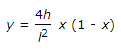 y = 4h/l² x (1 - x)